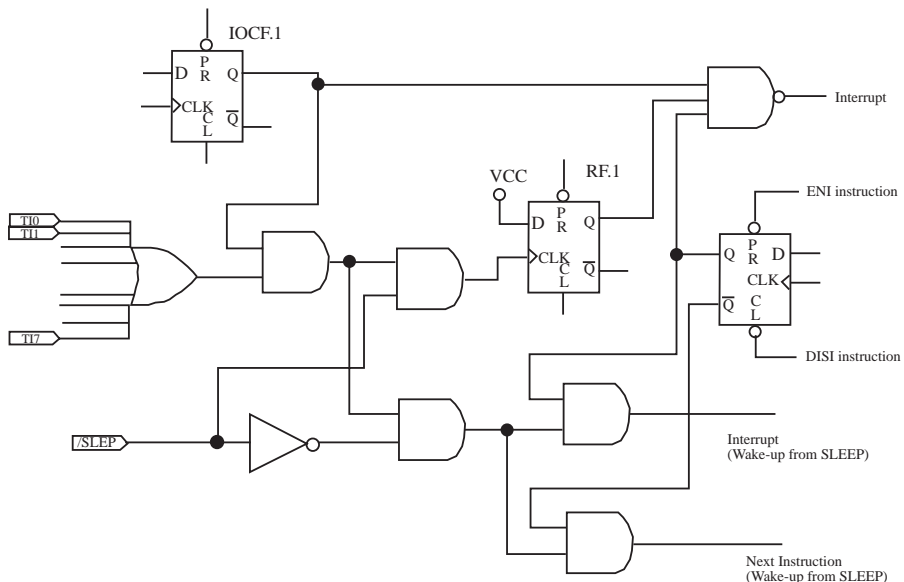 IOCF.1
P
R
D
Q
CLK
C
L
Q̅
Interrupt
VCC
RF.1
P
R
D
Q
CLK
C
L
Q̅
ENI instruction
P
R
Q
D
CLK
C
L
Q̅
DISI instruction
TI0
TI1
TI7
/SLEP
Interrupt
(Wake-up from SLEEP)
Next Instruction
(Wake-up from SLEEP)